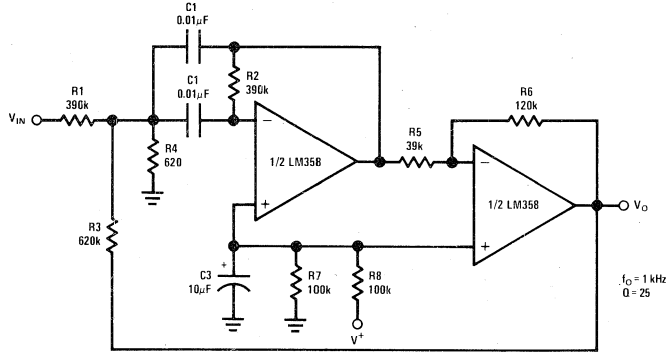 C1
0.01µF
C1
0.01µF
R1
390k
R2
390k
R6
120k
VIN
R4
620
1/2 LM358
R5
39k
1/2 LM358
VO
R3
620k
C3
10µF
R7
100k
R8
100k
V+
fO = 1 kHz
Q = 25
−
+
−
+
+